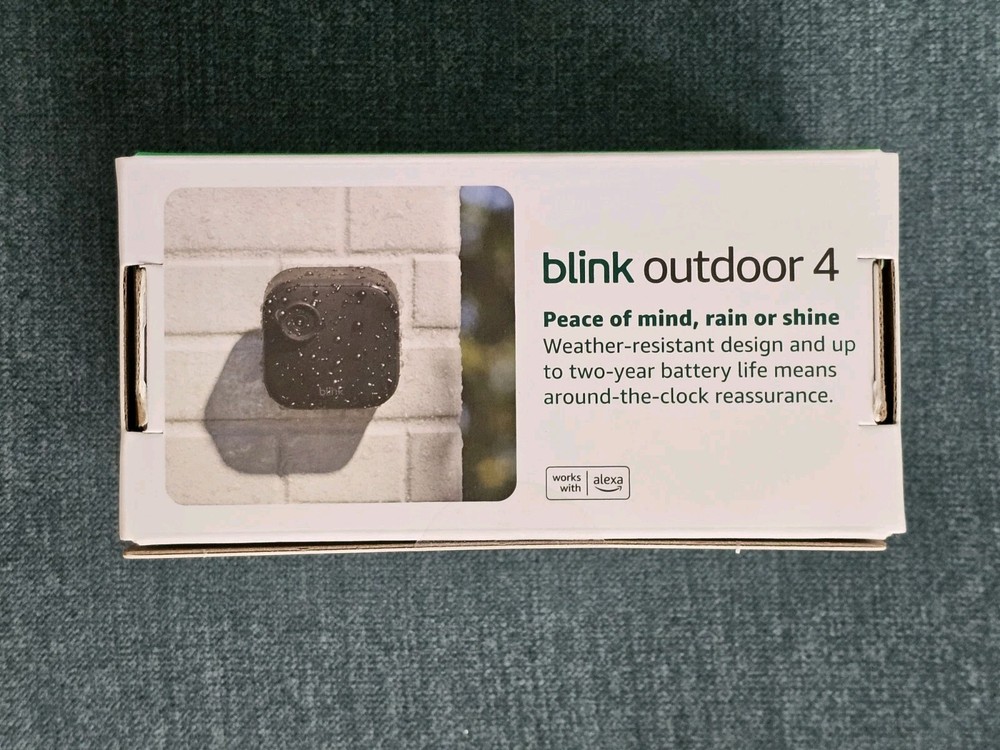 blink
blink outdoor 4
Peace of mind, rain or shine
Weather-resistant design and up
to two-year battery life means
around-the-clock reassurance.
works
with
alexa